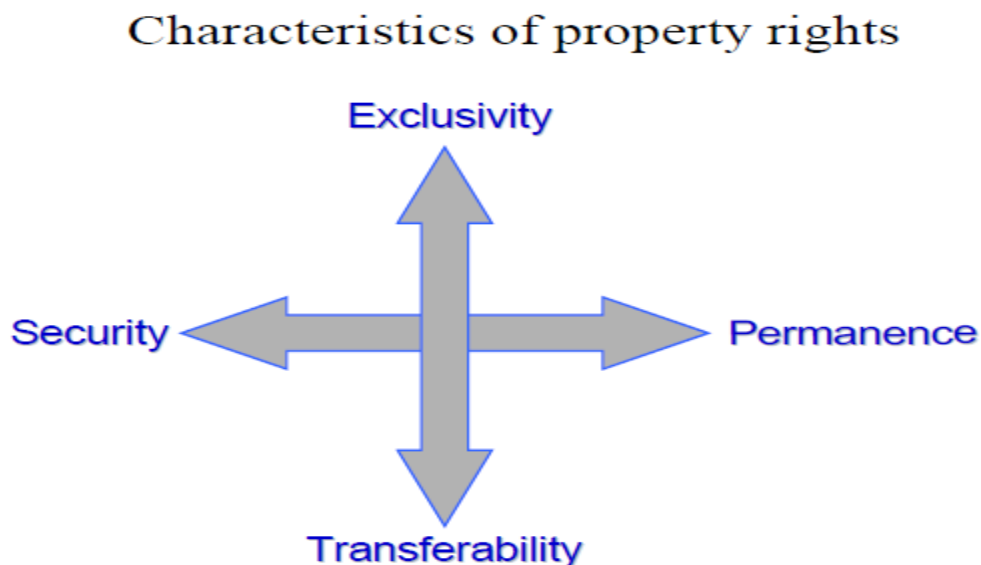 Characteristics of property rights
Exclusivity
Security
Permanence
Transferability